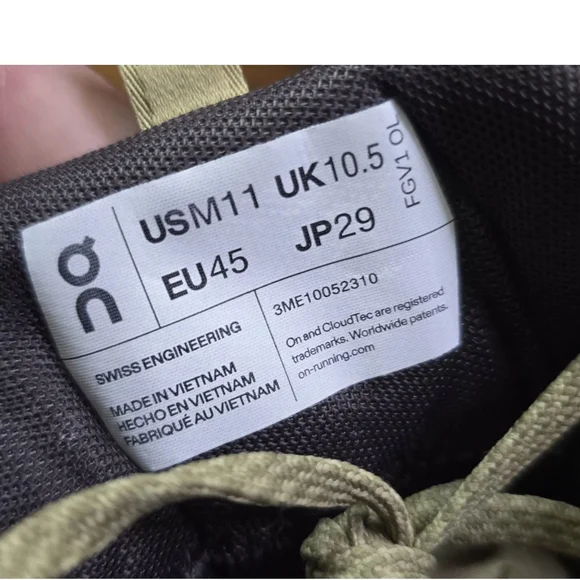 on
USM11 UK10.5
EU45 JP29
FGV1 OL
SWISS ENGINEERING
3ME10052310
MADE IN VIETNAM
HECHO EN VIETNAM
FABRIQUÉ AU VIETNAM
On and CloudTec are registered
trademarks. Worldwide patents.
on-running.com